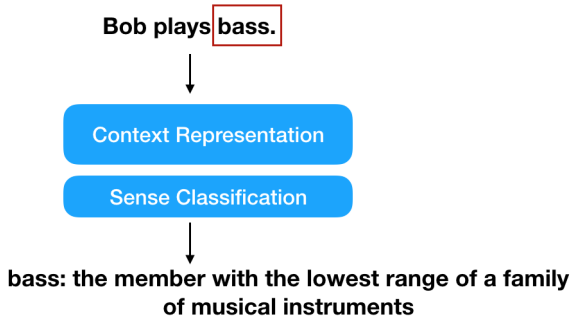 Bob plays bass.
Context Representation
Sense Classification
bass: the member with the lowest range of a family
of musical instruments